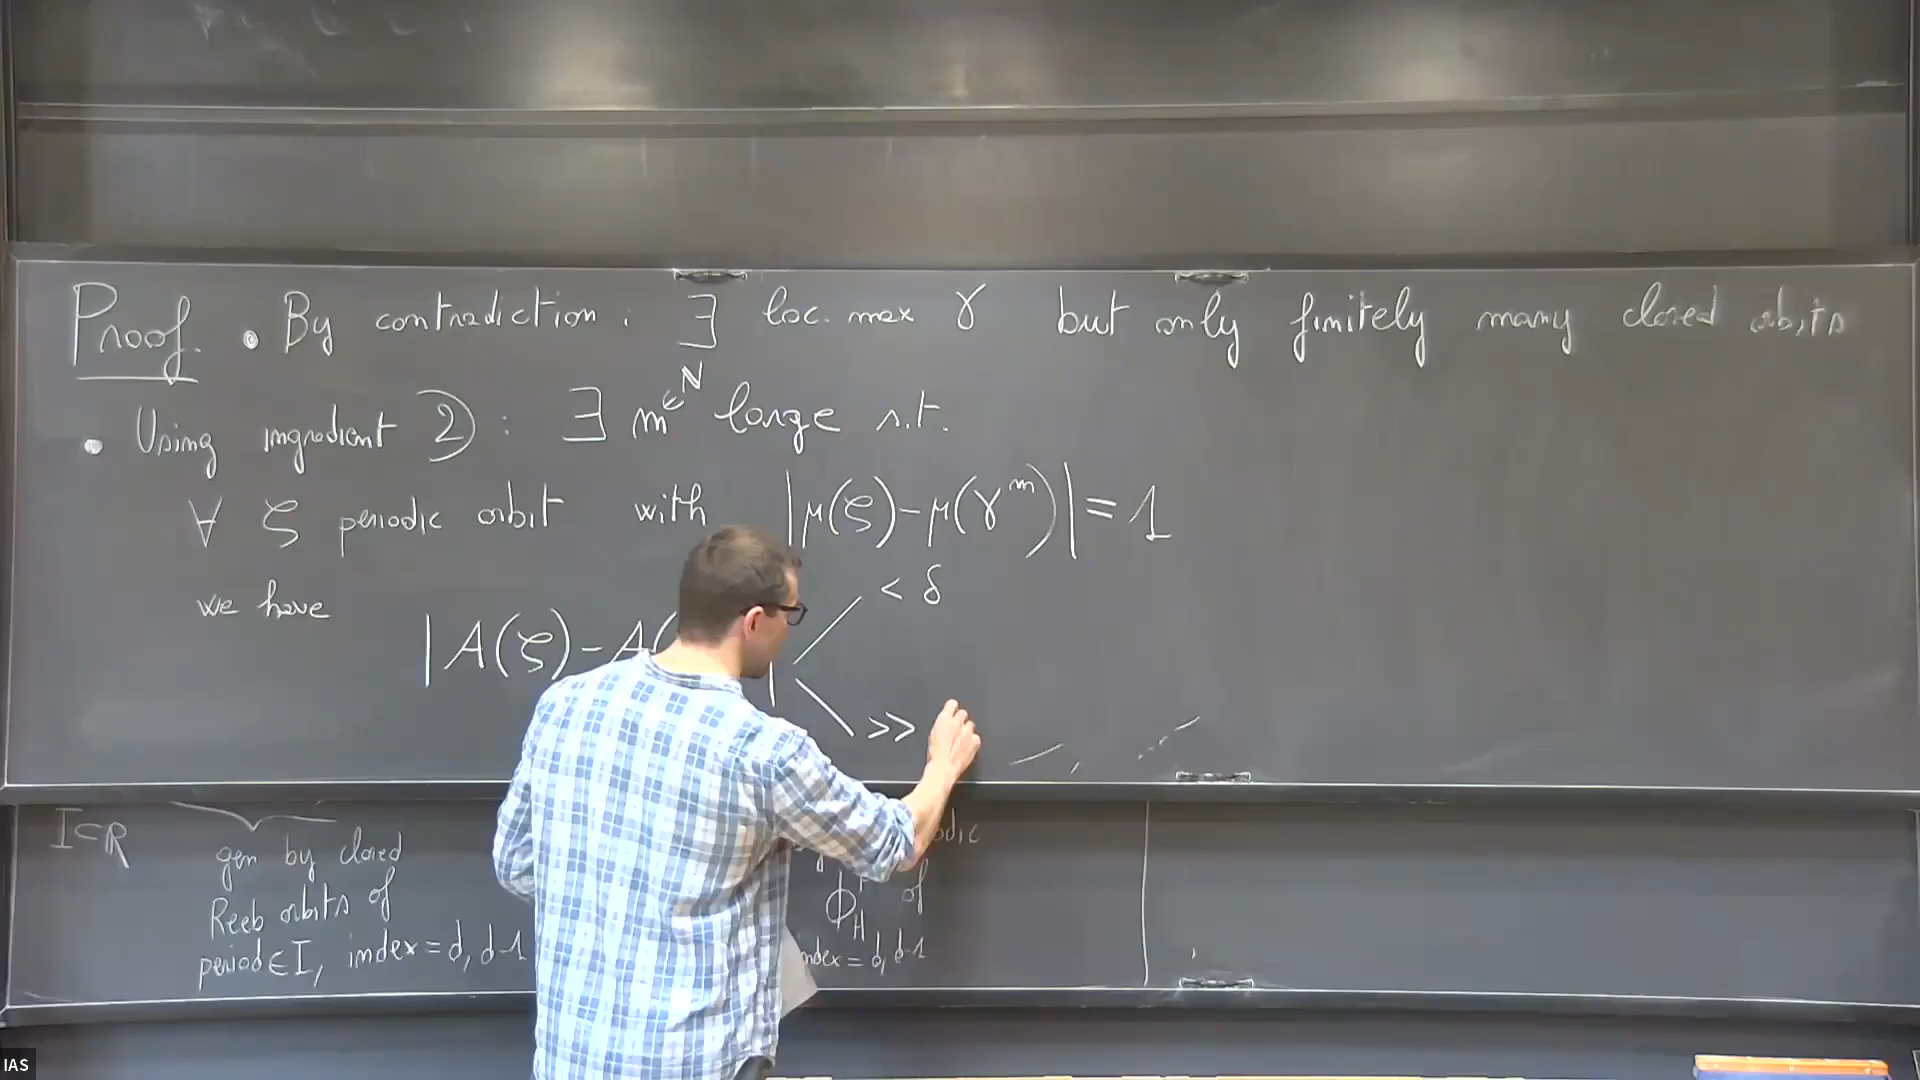 Proof. • By contradiction: ∃ loc. max γ but only finitely many closed orbits
• Using ingredient ②: ∃ m∈ℕ large s.t.
∀ ζ periodic orbit with |μ(ζ)-μ(γᵐ)|=1
we have
< δ
|A(ζ)-A(
>>
I⊂ℝ
gen by closed
Reeb orbits of
period∈I, index=d, d-1
odic
Φ_H of
index=d, d-1
IAS